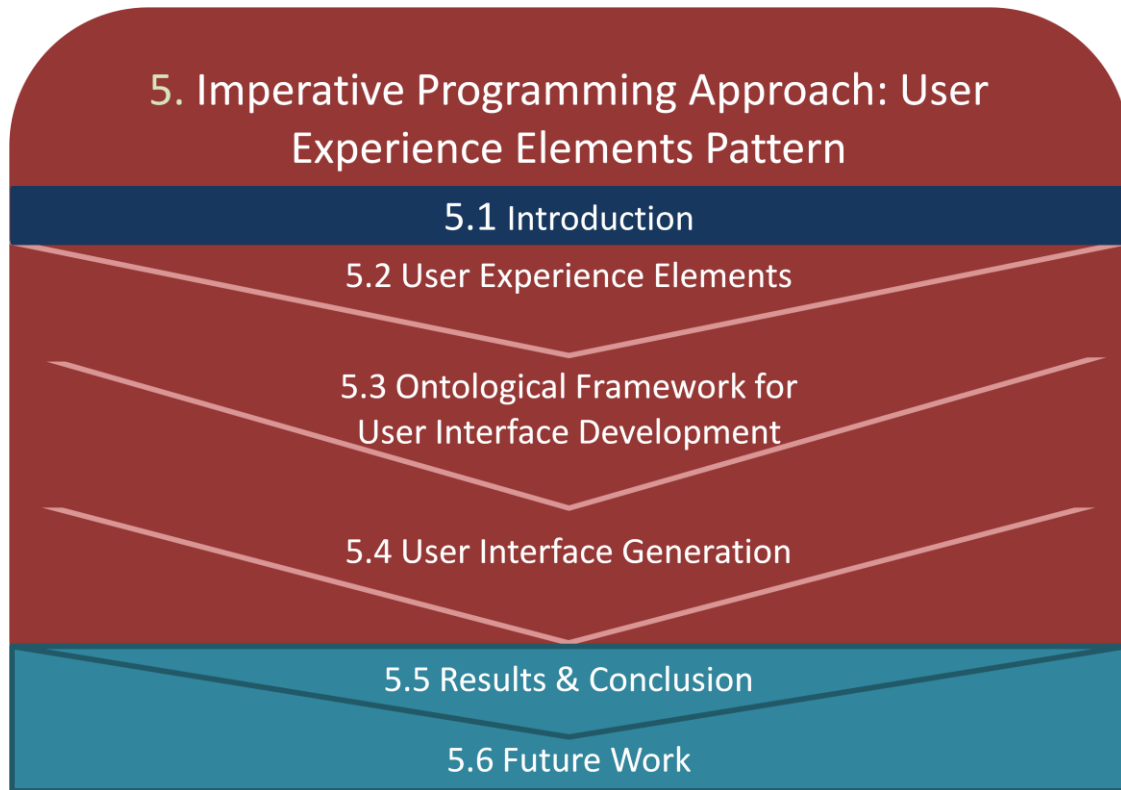 5. Imperative Programming Approach: User
Experience Elements Pattern
5.1 Introduction
5.2 User Experience Elements
5.3 Ontological Framework for
User Interface Development
5.4 User Interface Generation
5.5 Results & Conclusion
5.6 Future Work